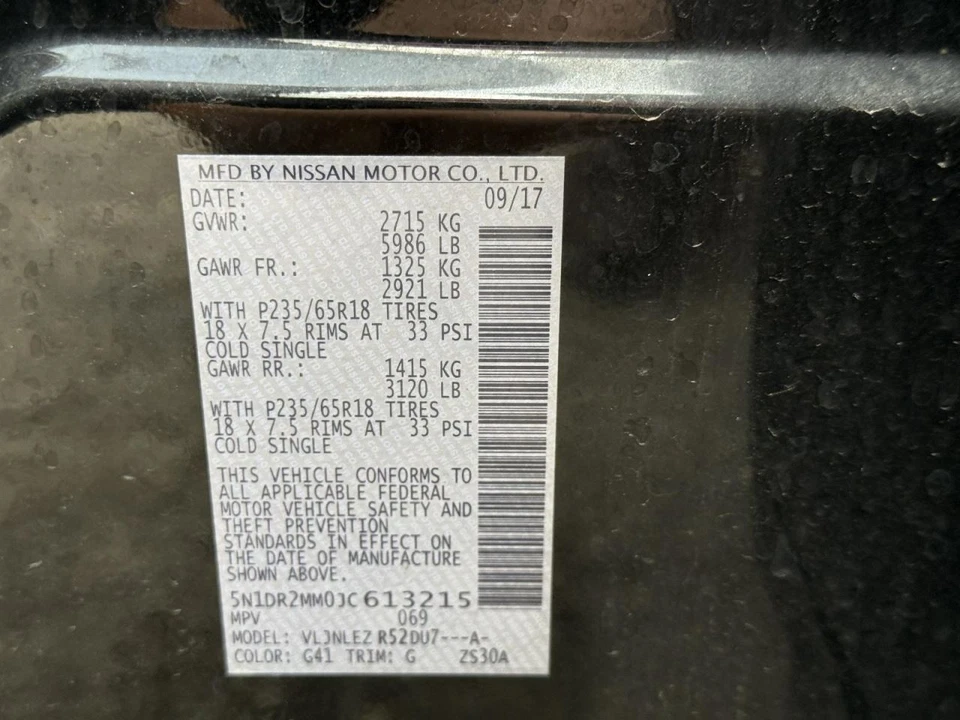 MFD BY NISSAN MOTOR CO., LTD.
DATE: 09/17
GVWR: 2715 KG
5986 LB
GAWR FR.: 1325 KG
2921 LB
WITH P235/65R18 TIRES
18 X 7.5 RIMS AT 33 PSI
COLD SINGLE
GAWR RR.: 1415 KG
3120 LB
WITH P235/65R18 TIRES
18 X 7.5 RIMS AT 33 PSI
COLD SINGLE
THIS VEHICLE CONFORMS TO
ALL APPLICABLE FEDERAL
MOTOR VEHICLE SAFETY AND
THEFT PREVENTION
STANDARDS IN EFFECT ON
THE DATE OF MANUFACTURE
SHOWN ABOVE.
5N1DR2MM0JC613215
MPV 069
MODEL: VLJNLEZ R52DU7---A-
COLOR: G41 TRIM: G ZS30A